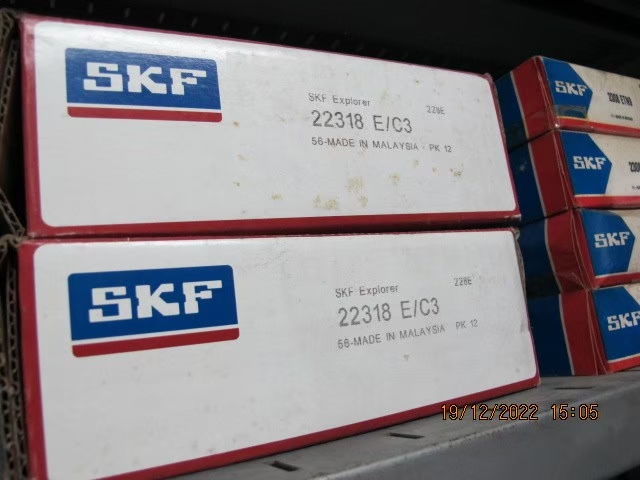 SKF
SKF Explorer 228E
22318 E/C3
56-MADE IN MALAYSIA · PK 12
SKF
SKF Explorer 228E
22318 E/C3
56-MADE IN MALAYSIA PK 12
SKF
SKF
SKF
SKF
19/12/2022 15:05